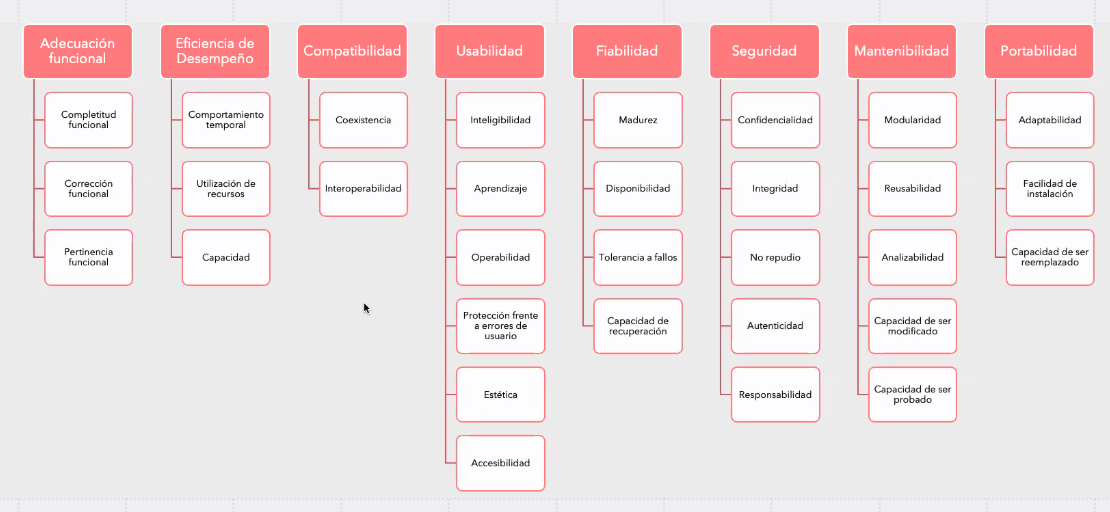 Adecuación
funcional
Completitud
funcional
Corrección
funcional
Pertinencia
funcional
Eficiencia de
Desempeño
Comportamiento
temporal
Utilización de
recursos
Capacidad
Compatibilidad
Coexistencia
Interoperabilidad
Usabilidad
Inteligibilidad
Aprendizaje
Operabilidad
Protección frente
a errores de
usuario
Estética
Accesibilidad
Fiabilidad
Madurez
Disponibilidad
Tolerancia a fallos
Capacidad de
recuperación
Seguridad
Confidencialidad
Integridad
No repudio
Autenticidad
Responsabilidad
Mantenibilidad
Modularidad
Reusabilidad
Analizabilidad
Capacidad de ser
modificado
Capacidad de ser
probado
Portabilidad
Adaptabilidad
Facilidad de
instalación
Capacidad de ser
reemplazado